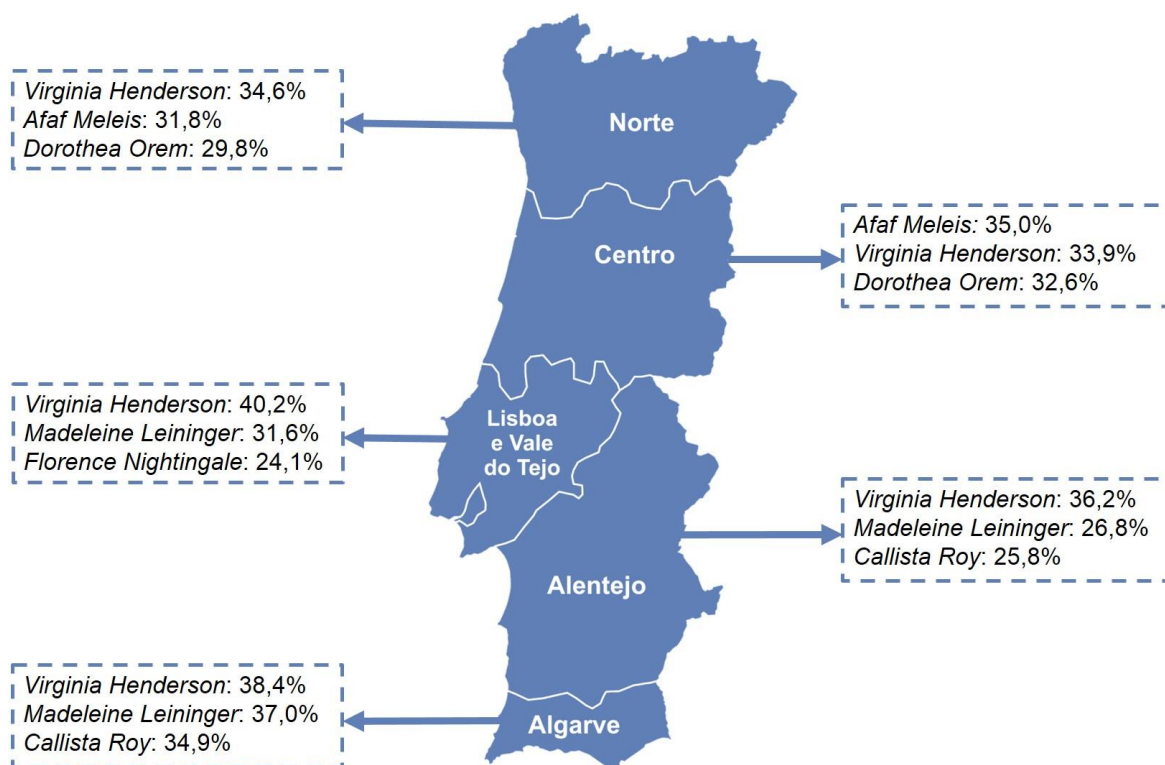 Norte
Virginia Henderson: 34,6%
Afaf Meleis: 31,8%
Dorothea Orem: 29,8%
Centro
Afaf Meleis: 35,0%
Virginia Henderson: 33,9%
Dorothea Orem: 32,6%
Lisboa
e Vale
do Tejo
Virginia Henderson: 40,2%
Madeleine Leininger: 31,6%
Florence Nightingale: 24,1%
Alentejo
Virginia Henderson: 36,2%
Madeleine Leininger: 26,8%
Callista Roy: 25,8%
Algarve
Virginia Henderson: 38,4%
Madeleine Leininger: 37,0%
Callista Roy: 34,9%